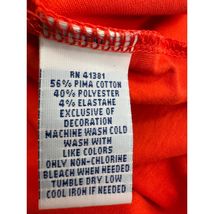 RN 41381
56% PIMA COTTON
40% POLYESTER
4% ELASTANE
EXCLUSIVE OF
DECORATION
MACHINE WASH COLD
WASH WITH
LIKE COLORS
ONLY NON-CHLORINE
BLEACH WHEN NEEDED
TUMBLE DRY LOW
COOL IRON IF NEEDED